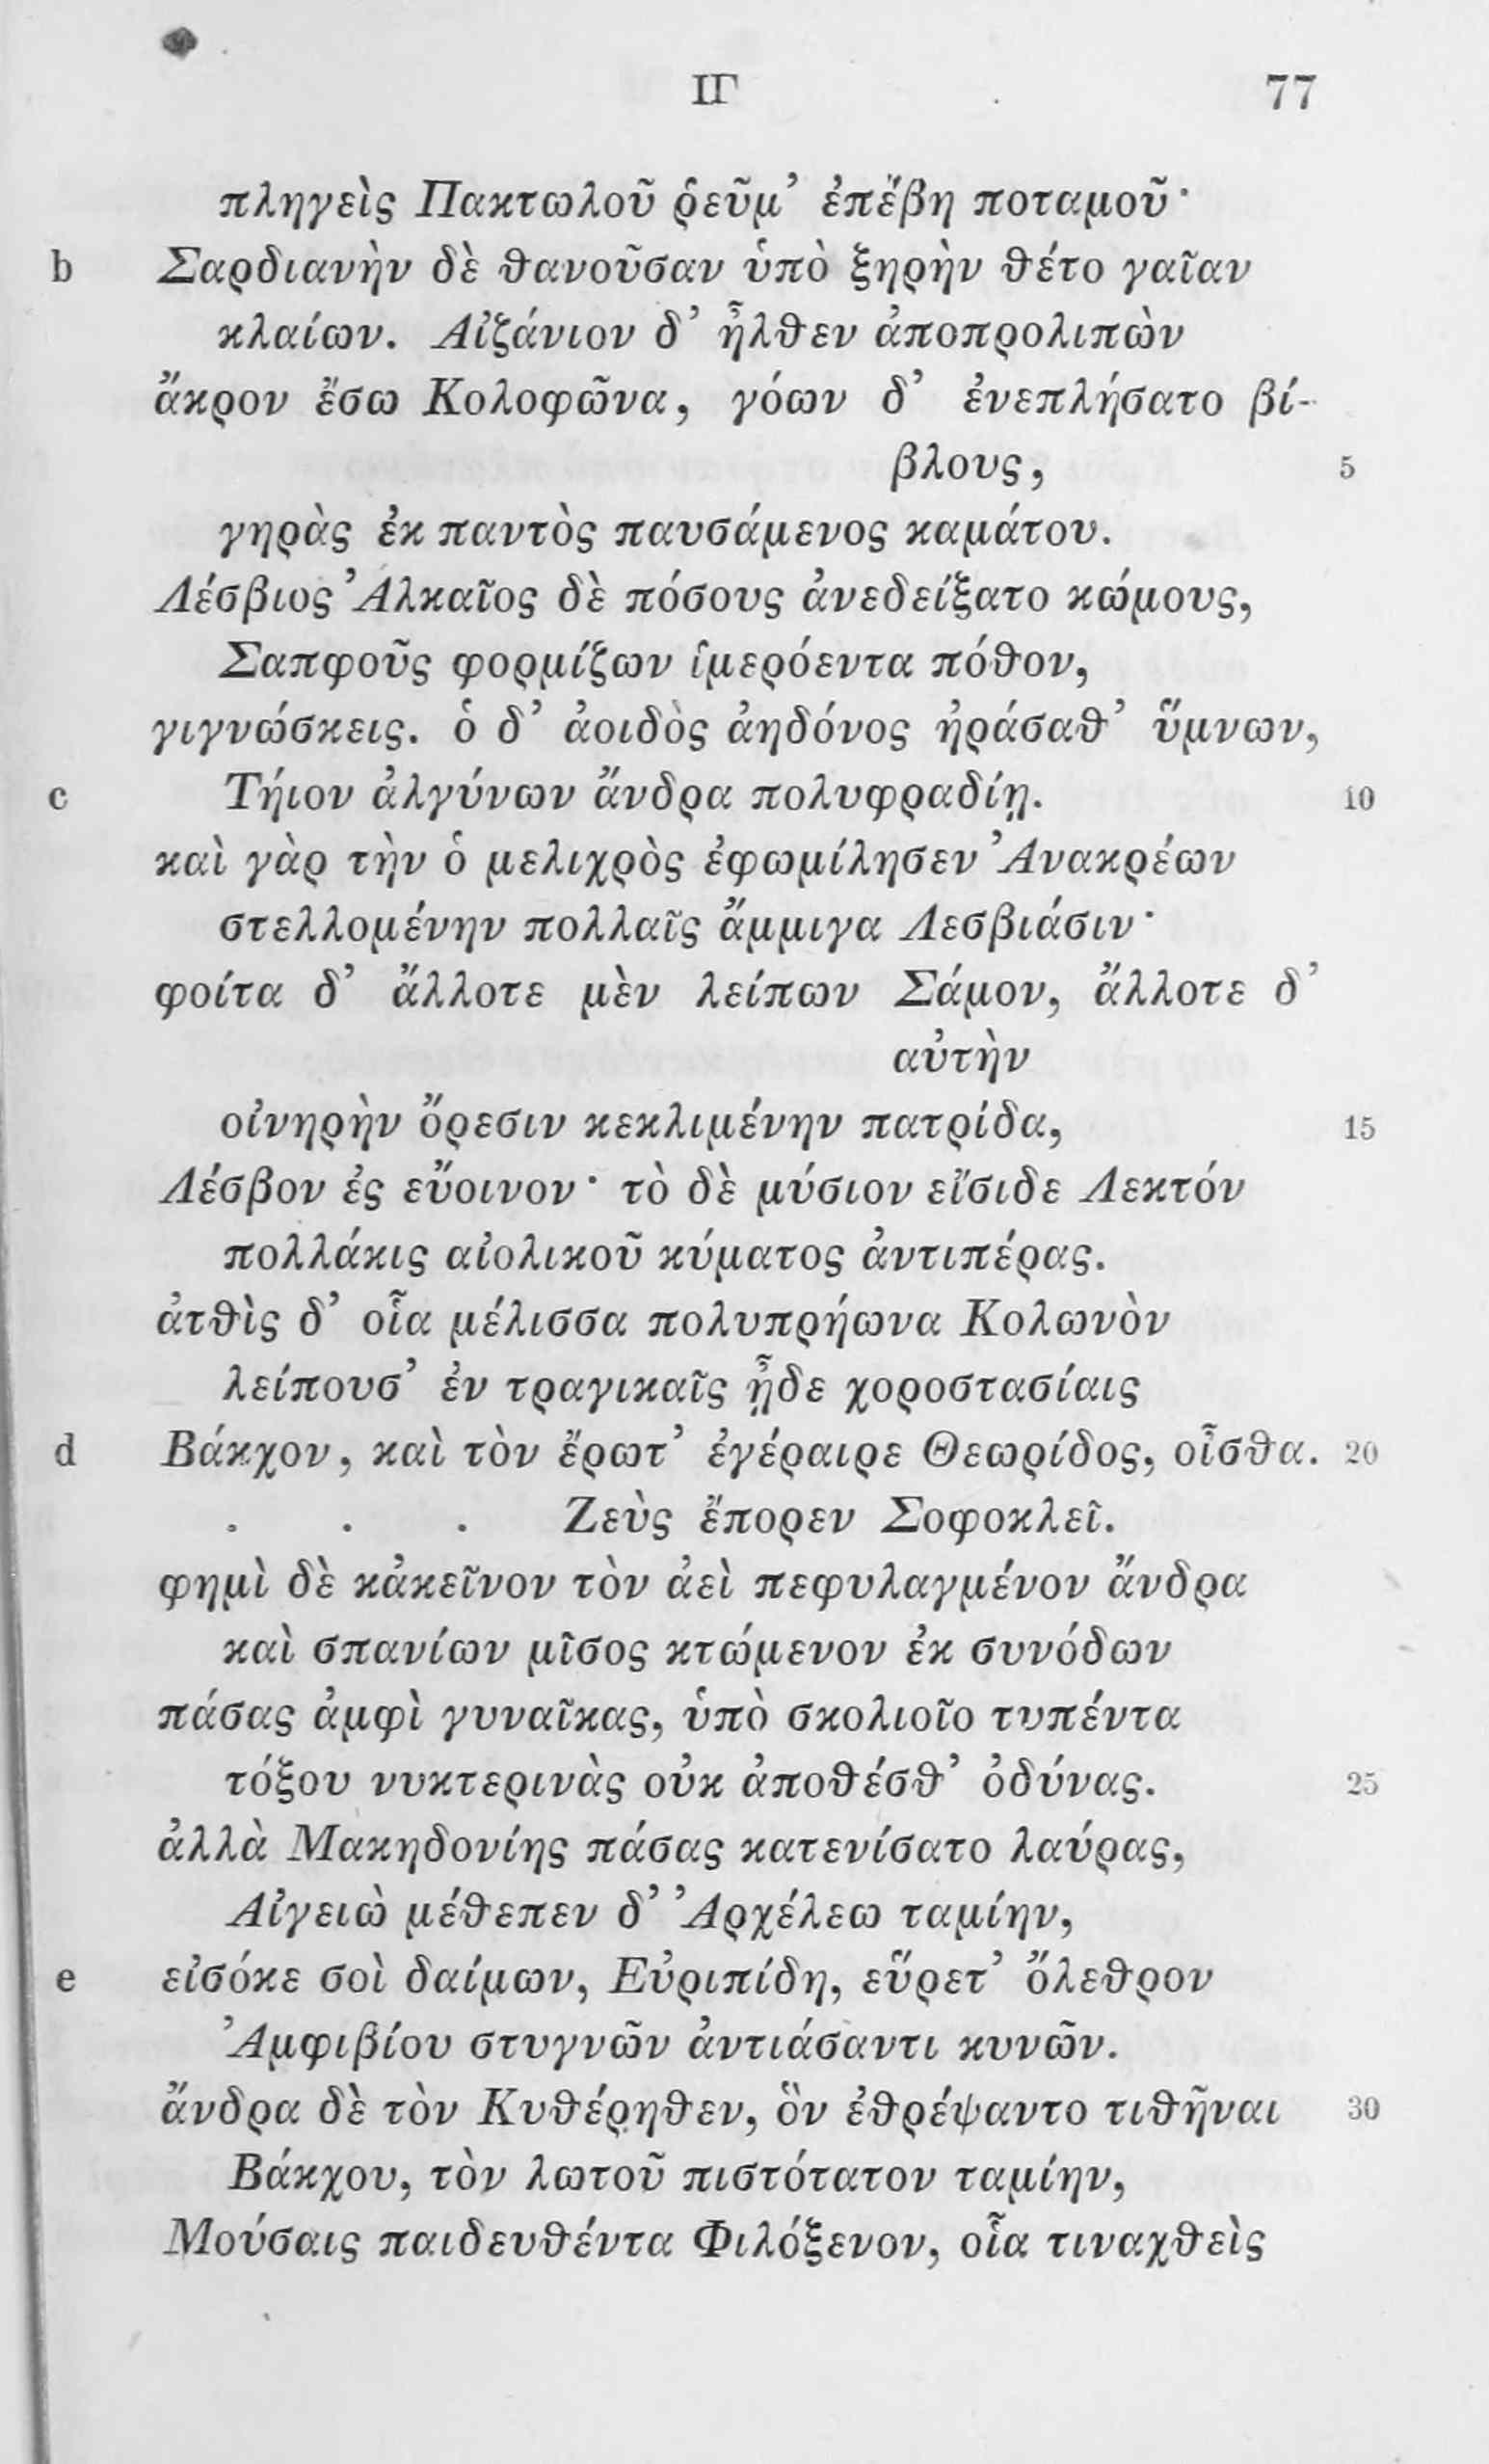 ΙΓ 77
πληγεὶς Πακτωλοῦ ῥεῦμ’ ἐπέβη ποταμοῦ·
b Σαρδιανὴν δὲ θανοῦσαν ὑπὸ ξηρὴν θέτο γαῖαν
κλαίων. Αἰζάνιον δ’ ἦλθεν ἀποπρολιπὼν
ἄκρον ἔσω Κολοφῶνα, γόων δ’ ἐνεπλήσατο βί-
βλους, 5
γηρὰς ἐκ παντὸς παυσάμενος καμάτου.
Λέσβιος Ἀλκαῖος δὲ πόσους ἀνεδείξατο κώμους,
Σαπφοῦς φορμίζων ἱμερόεντα πόθον,
γιγνώσκεις. ὁ δ’ ἀοιδὸς ἀηδόνος ἠράσαθ’ ὕμνων,
c Τήιον ἀλγύνων ἄνδρα πολυφραδίῃ. 10
καὶ γὰρ τὴν ὁ μελιχρὸς ἐφωμίλησεν Ἀνακρέων
στελλομένην πολλαῖς ἄμμιγα Λεσβιάσιν·
φοίτα δ’ ἄλλοτε μὲν λείπων Σάμον, ἄλλοτε δ’
αὐτὴν
οἰνηρὴν ὄρεσιν κεκλιμένην πατρίδα, 15
Λέσβον ἐς εὔοινον· τὸ δὲ μύσιον εἴσιδε Λεκτόν
πολλάκις αἰολικοῦ κύματος ἀντιπέρας.
ἀτθὶς δ’ οἷα μέλισσα πολυπρήωνα Κολωνὸν
λείπουσ’ ἐν τραγικαῖς ᾖδε χοροστασίαις
d Βάκχον, καὶ τὸν ἔρωτ’ ἐγέραιρε Θεωρίδος, οἶσθα. 20
. . . Ζεὺς ἔπορεν Σοφοκλεῖ.
φημὶ δὲ κἀκεῖνον τὸν ἀεὶ πεφυλαγμένον ἄνδρα
καὶ σπανίων μῖσος κτώμενον ἐκ συνόδων
πάσας ἀμφὶ γυναῖκας, ὑπὸ σκολιοῖο τυπέντα
τόξου νυκτερινὰς οὐκ ἀποθέσθ’ ὀδύνας. 25
ἀλλὰ Μακηδονίης πάσας κατενίσατο λαύρας,
Αἰγειὼ μέθεπεν δ’ Ἀρχέλεω ταμίην,
e εἰσόκε σοὶ δαίμων, Εὐριπίδη, εὕρετ’ ὄλεθρον
Ἀμφιβίου στυγνῶν ἀντιάσαντι κυνῶν.
ἄνδρα δὲ τὸν Κυθέρηθεν, ὃν ἐθρέψαντο τιθῆναι 30
Βάκχου, τὸν λωτοῦ πιστότατον ταμίην,
Μούσαις παιδευθέντα Φιλόξενον, οἷα τιναχθεὶς